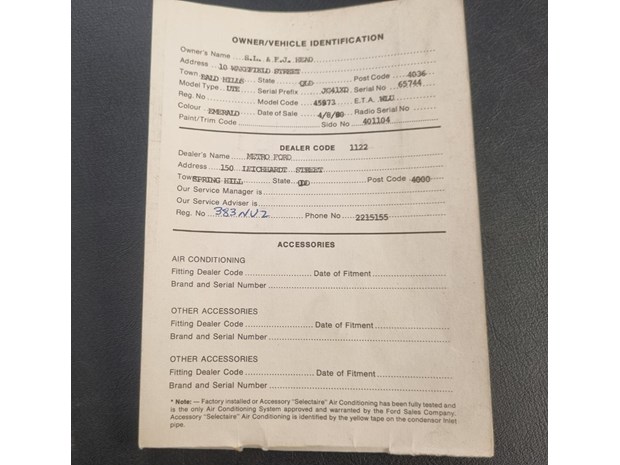 OWNER/VEHICLE IDENTIFICATION
Owner's Name ..... S.L. & F.J. HEAD
Address .. 10 WAKEFIELD STREET
Town BALD HILLS .. State .. QLD .. Post Code .. 4036
Model Type .. UTE .. Serial Prefix .. JG41XD. Serial No .. 65744
Reg. No .......... Model Code ... 45873 .. E.T.A. WLG
Colour .. EMERALD .. Date of Sale .. 4/8/80 .. Radio Serial No
Paint/Trim Code .......... Sido No .. 401104
DEALER CODE 1122
Dealer's Name ..... METRO FORD
Address .... 150 LEICHHARDT STREET
Town SPRING HILL .... State .. QLD .. Post Code 4000
Our Service Manager is
Our Service Adviser is
Reg. No .. 383 NUZ .. Phone No .... 2215155
ACCESSORIES
AIR CONDITIONING
Fitting Dealer Code .......... Date of Fitment
Brand and Serial Number
OTHER ACCESSORIES
Fitting Dealer Code .......... Date of Fitment
Brand and Serial Number
OTHER ACCESSORIES
Fitting Dealer Code .......... Date of Fitment
Brand and Serial Number
* Note: — Factory installed or Accessory "Selectaire" Air Conditioning has been fully tested and
is the only Air Conditioning System approved and warranted by the Ford Sales Company.
Accessory "Selectaire" Air Conditioning is identified by the yellow tape on the condensor Inlet
pipe.